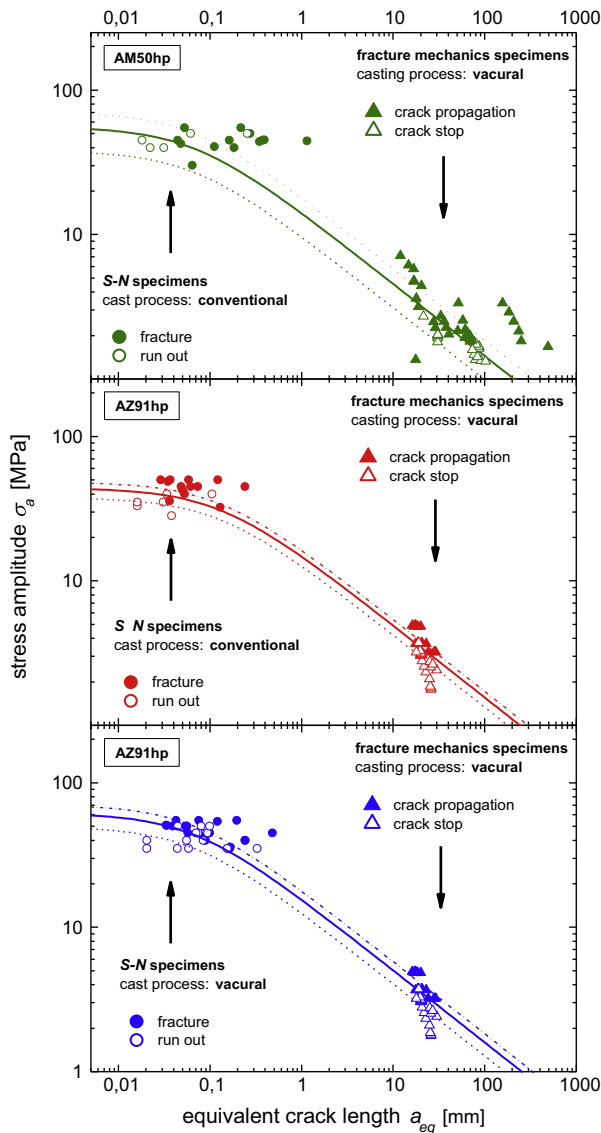 0,01 0,1 1 10 100 1000
AM50hp
fracture mechanics specimens
casting process: vacural
crack propagation
crack stop
100
10
S-N specimens
cast process: conventional
fracture
run out
AZ91hp
fracture mechanics specimens
casting process: vacural
crack propagation
crack stop
100
10
S N specimens
cast process: conventional
fracture
run out
stress amplitude σa [MPa]
AZ91hp
fracture mechanics specimens
casting process: vacural
crack propagation
crack stop
100
10
1
S-N specimens
cast process: vacural
fracture
run out
0,01 0,1 1 10 100 1000
equivalent crack length aeq [mm]